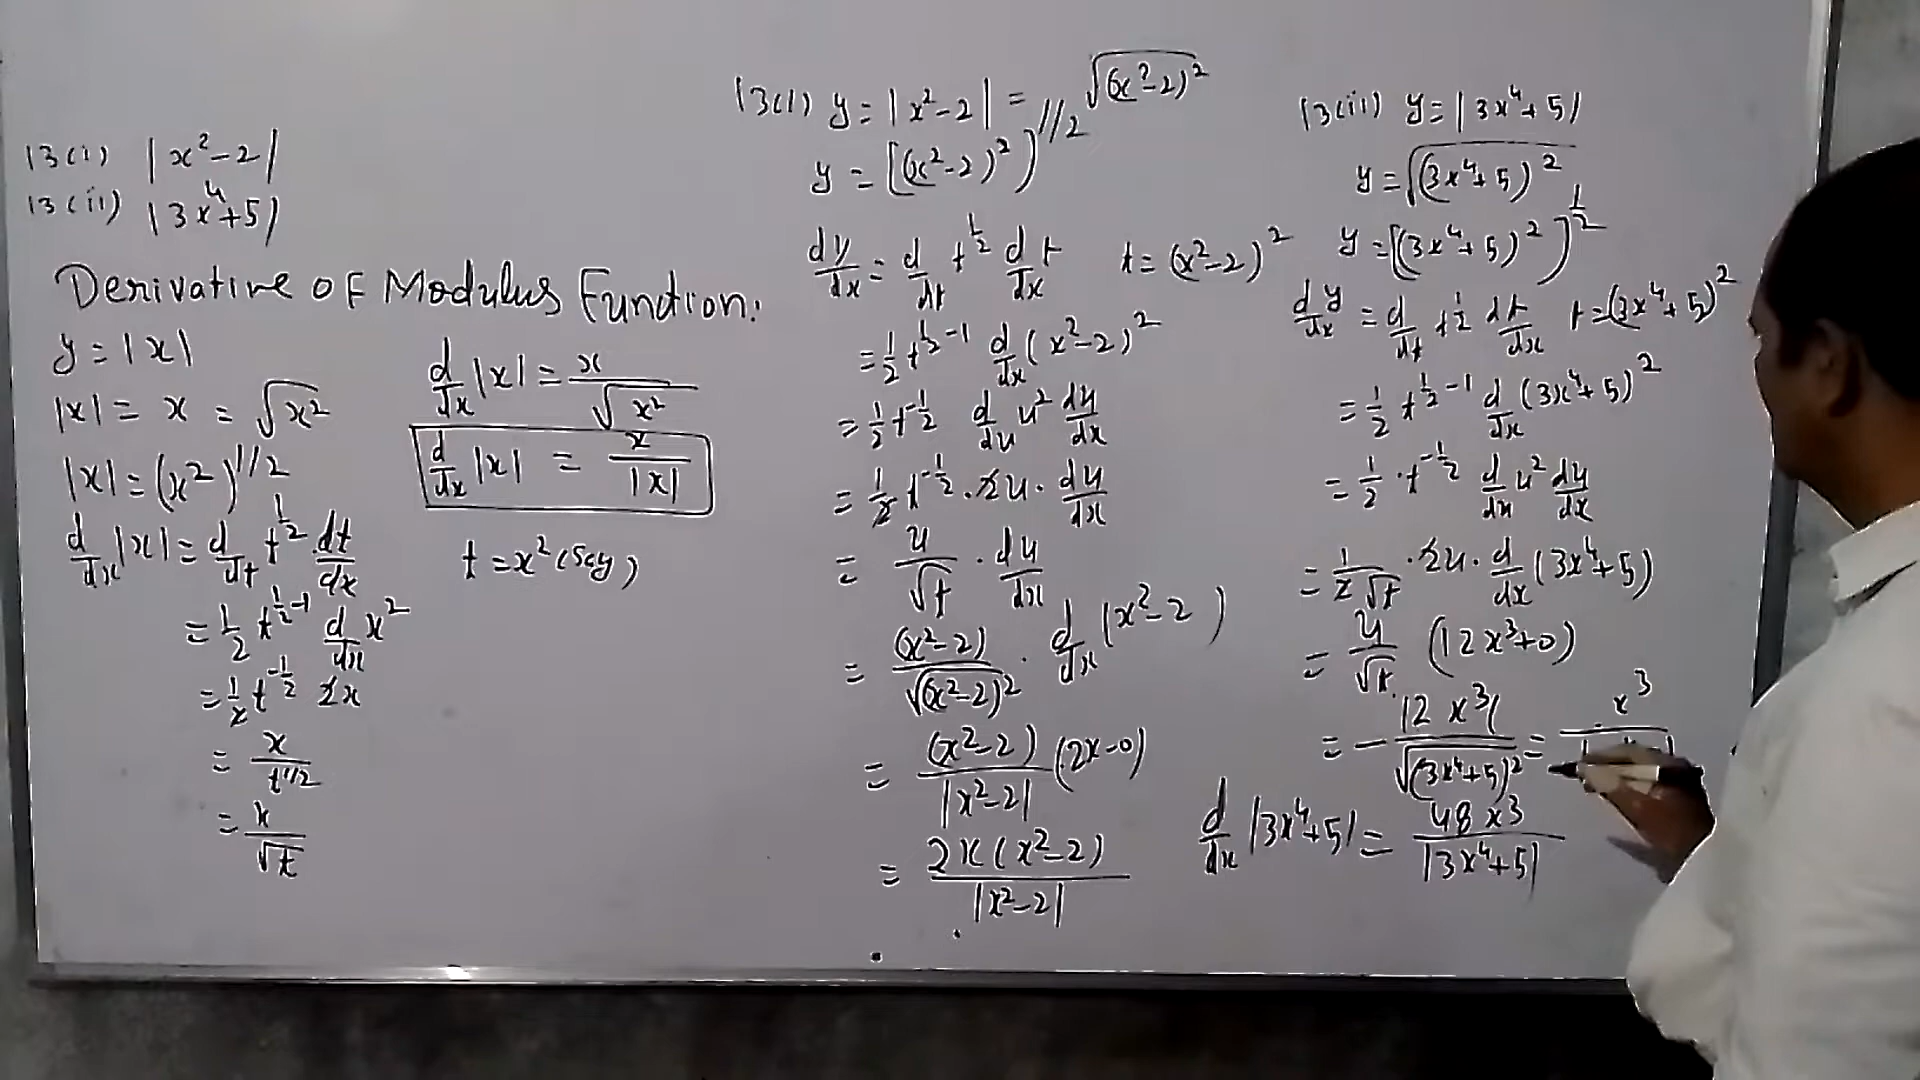 13(i) |x²-2|
13(ii) |3x⁴+5|
Derivative OF Modulus Function.
y = |x|
|x| = x = √x²
|x| = (x²)^1/2
d/dx |x| = d/dt t^1/2 dt/dx
= 1/2 t^1/2-1 d/dx x²
= 1/2 t^-1/2 2x
= x/t^1/2
= x/√t
d/dx |x| = x/√x²
d/dx |x| = x/|x|
t = x² (say)
13(i) y = |x²-2| = √(x²-2)²
y = [(x²-2)²]^1/2
dy/dx = d/dt t^1/2 d/dx t t = (x²-2)²
= 1/2 t^1/2-1 d/dx (x²-2)²
= 1/2 t^-1/2 d/du u² du/dx
= 1/2 t^-1/2 · 2u · du/dx
= u/√t · du/dx
= (x²-2)/√(x²-2)² · d/dx (x²-2)
= (x²-2)/|x²-2| (2x-0)
= 2x(x²-2)/|x²-2|
13(ii) y = |3x⁴+5|
y = √(3x⁴+5)²
y = [(3x⁴+5)²]^1/2
d/dx y = d/dt t^1/2 dt/dx t = (3x⁴+5)²
= 1/2 t^1/2-1 d/dx (3x⁴+5)²
= 1/2 · t^-1/2 d/du u² du/dx
= 1/2√t · 2u · d/dx (3x⁴+5)
= u/√t (12x³+0)
= 12x³(/√(3x⁴+5)² = x³
d/dx |3x⁴+5| = 48x³/|3x⁴+5|